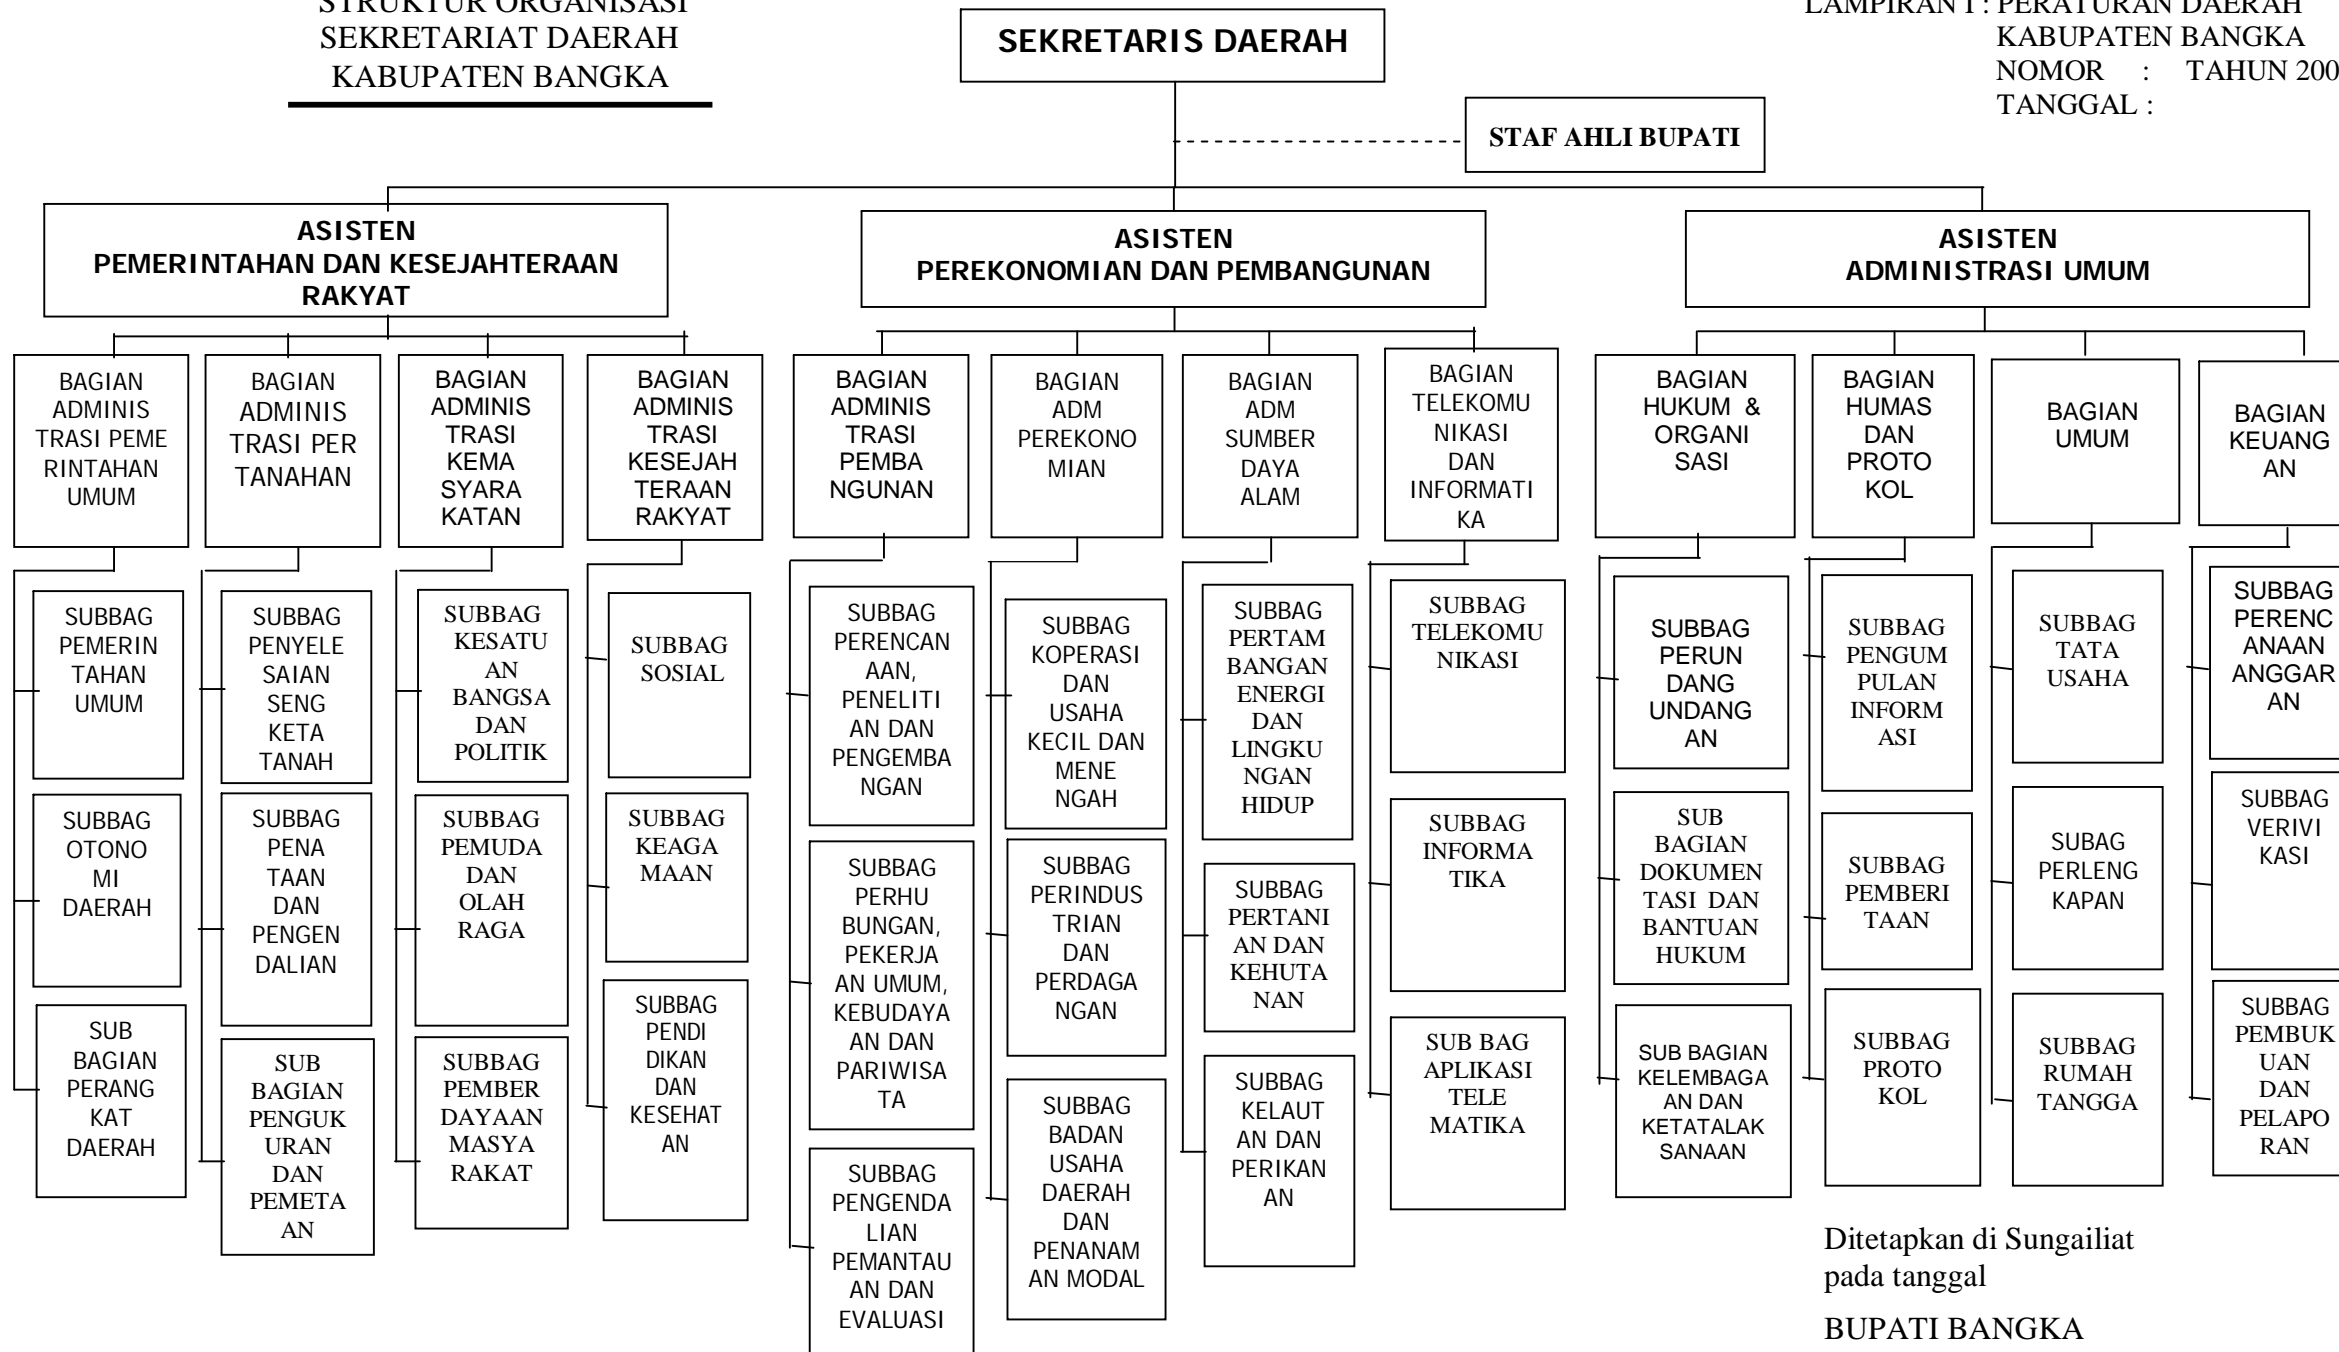 STRUKTUR ORGANISASI
SEKRETARIAT DAERAH
KABUPATEN BANGKA
SEKRETARIS DAERAH
LAMPIRAN I : PERATURAN DAERAH
KABUPATEN BANGKA
NOMOR : TAHUN 200
TANGGAL :
STAF AHLI BUPATI
ASISTEN
PEMERINTAHAN DAN KESEJAHTERAAN
RAKYAT
ASISTEN
PEREKONOMIAN DAN PEMBANGUNAN
ASISTEN
ADMINISTRASI UMUM
BAGIAN
ADMINIS
TRASI PEME
RINTAHAN
UMUM
BAGIAN
ADMINIS
TRASI PER
TANAHAN
BAGIAN
ADMINIS
TRASI
KEMA
SYARA
KATAN
BAGIAN
ADMINIS
TRASI
KESEJAH
TERAAN
RAKYAT
BAGIAN
ADMINIS
TRASI
PEMBA
NGUNAN
BAGIAN
ADM
PEREKONO
MIAN
BAGIAN
ADM
SUMBER
DAYA
ALAM
BAGIAN
TELEKOMU
NIKASI
DAN
INFORMATI
KA
BAGIAN
HUKUM &
ORGANI
SASI
BAGIAN
HUMAS
DAN
PROTO
KOL
BAGIAN
UMUM
BAGIAN
KEUANG
AN
SUBBAG
PEMERIN
TAHAN
UMUM
SUBBAG
PENYELE
SAIAN
SENG
KETA
TANAH
SUBBAG
KESATU
AN
BANGSA
DAN
POLITIK
SUBBAG
SOSIAL
SUBBAG
PERENCAN
AAN,
PENELITI
AN DAN
PENGEMBA
NGAN
SUBBAG
KOPERASI
DAN
USAHA
KECIL DAN
MENE
NGAH
SUBBAG
PERTAM
BANGAN
ENERGI
DAN
LINGKU
NGAN
HIDUP
SUBBAG
TELEKOMU
NIKASI
SUBBAG
PERUN
DANG
UNDANG
AN
SUBBAG
PENGUM
PULAN
INFORM
ASI
SUBBAG
TATA
USAHA
SUBBAG
PERENC
ANAAN
ANGGAR
AN
SUBBAG
OTONO
MI
DAERAH
SUBBAG
PENA
TAAN
DAN
PENGEN
DALIAN
SUBBAG
PEMUDA
DAN
OLAH
RAGA
SUBBAG
KEAGA
MAAN
SUBBAG
PERHU
BUNGAN,
PEKERJA
AN UMUM,
KEBUDAYA
AN DAN
PARIWISA
TA
SUBBAG
PERINDUS
TRIAN
DAN
PERDAGA
NGAN
SUBBAG
PERTANI
AN DAN
KEHUTA
NAN
SUBBAG
INFORMA
TIKA
SUB
BAGIAN
DOKUMEN
TASI DAN
BANTUAN
HUKUM
SUBBAG
PEMBERI
TAAN
SUBAG
PERLENG
KAPAN
SUBBAG
VERIVI
KASI
SUB
BAGIAN
PERANG
KAT
DAERAH
SUB
BAGIAN
PENGUK
URAN
DAN
PEMETA
AN
SUBBAG
PEMBER
DAYAAN
MASYA
RAKAT
SUBBAG
PENDI
DIKAN
DAN
KESEHAT
AN
SUBBAG
PENGENDA
LIAN
PEMANTAU
AN DAN
EVALUASI
SUBBAG
BADAN
USAHA
DAERAH
DAN
PENANAM
AN MODAL
SUBBAG
KELAUT
AN DAN
PERIKAN
AN
SUB BAG
APLIKASI
TELE
MATIKA
SUB BAGIAN
KELEMBAGA
AN DAN
KETATALAK
SANAAN
SUBBAG
PROTO
KOL
SUBBAG
RUMAH
TANGGA
SUBBAG
PEMBUK
UAN
DAN
PELAPO
RAN
Ditetapkan di Sungailiat
pada tanggal
BUPATI BANGKA